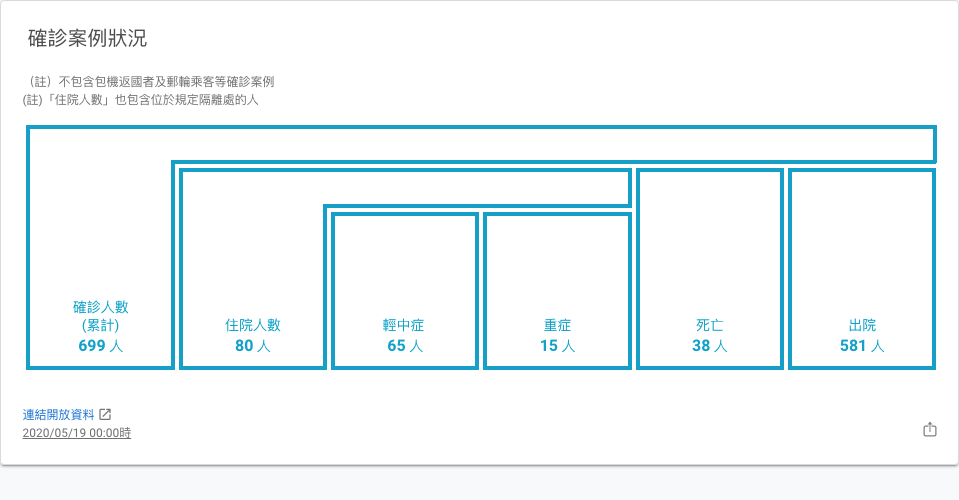 確診案例狀況
（註）不包含包機返國者及郵輪乘客等確診案例
(註)「住院人數」也包含位於規定隔離處的人
確診人數
(累計)
699 人
住院人數
80 人
輕中症
65 人
重症
15 人
死亡
38 人
出院
581 人
連結開放資料
2020/05/19 00:00時